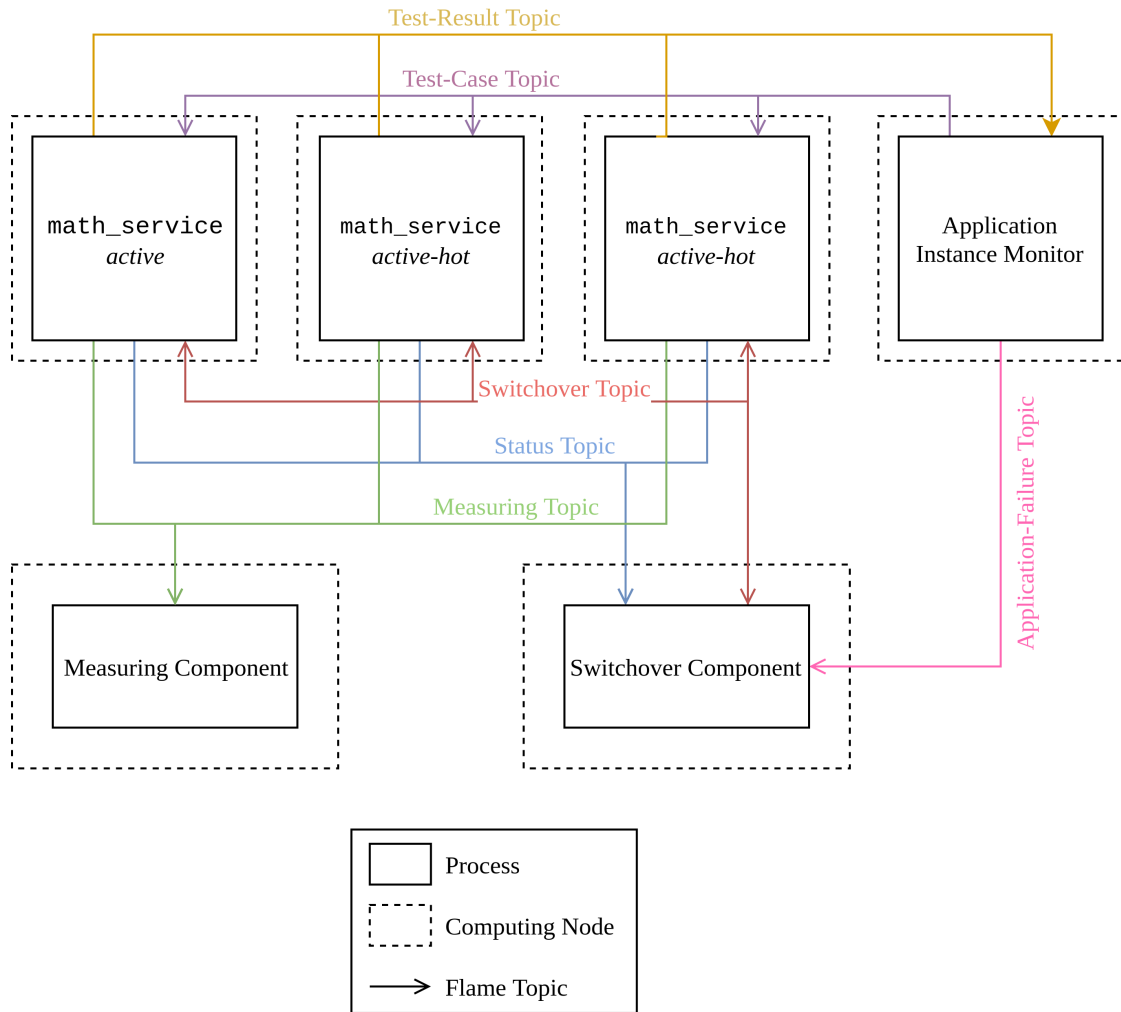 Test-Result Topic
Test-Case Topic
math_service
active
math_service
active-hot
math_service
active-hot
Application
Instance Monitor
Switchover Topic
Status Topic
Measuring Topic
Application-Failure Topic
Measuring Component
Switchover Component
Process
Computing Node
Flame Topic